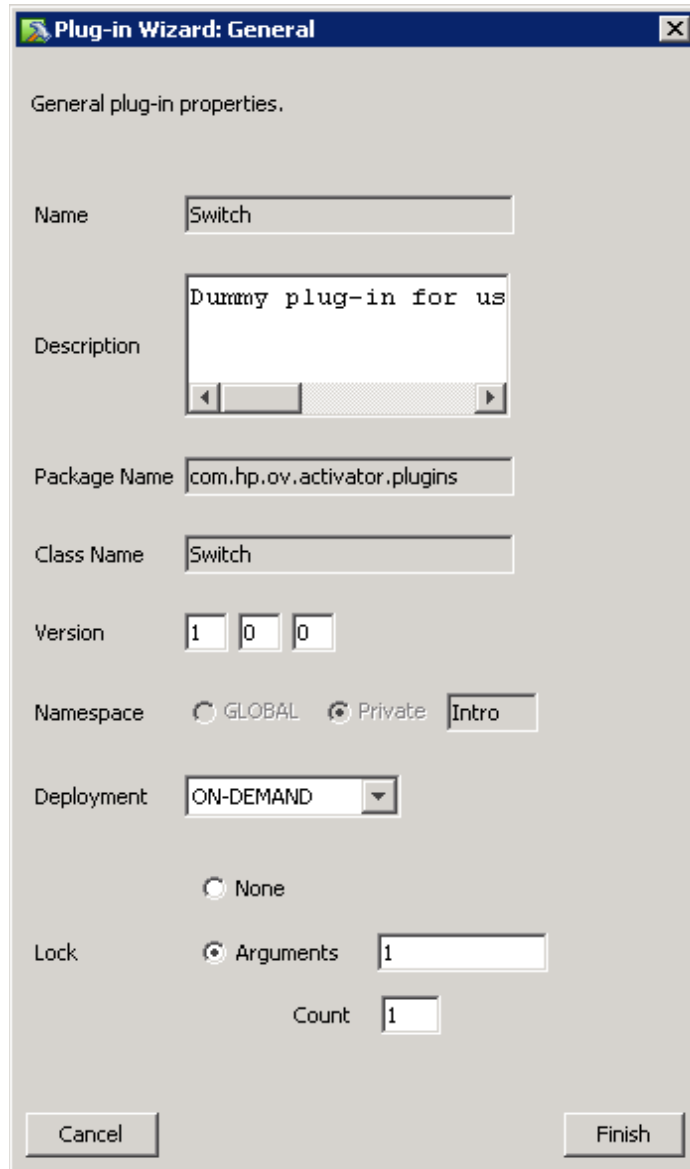 Plug-in Wizard: General
General plug-in properties.
Name Switch
Description Dummy plug-in for us
Package Name com.hp.ov.activator.plugins
Class Name Switch
Version 1 0 0
Namespace GLOBAL Private Intro
Deployment ON-DEMAND
None
Lock Arguments 1
Count 1
Cancel Finish